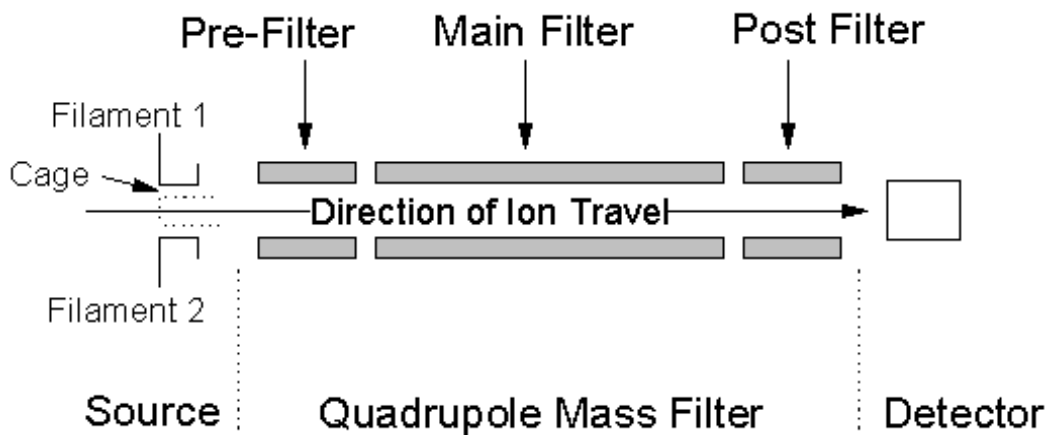 Pre-Filter Main Filter Post Filter
Filament 1
Cage
Direction of Ion Travel
Filament 2
Source Quadrupole Mass Filter Detector